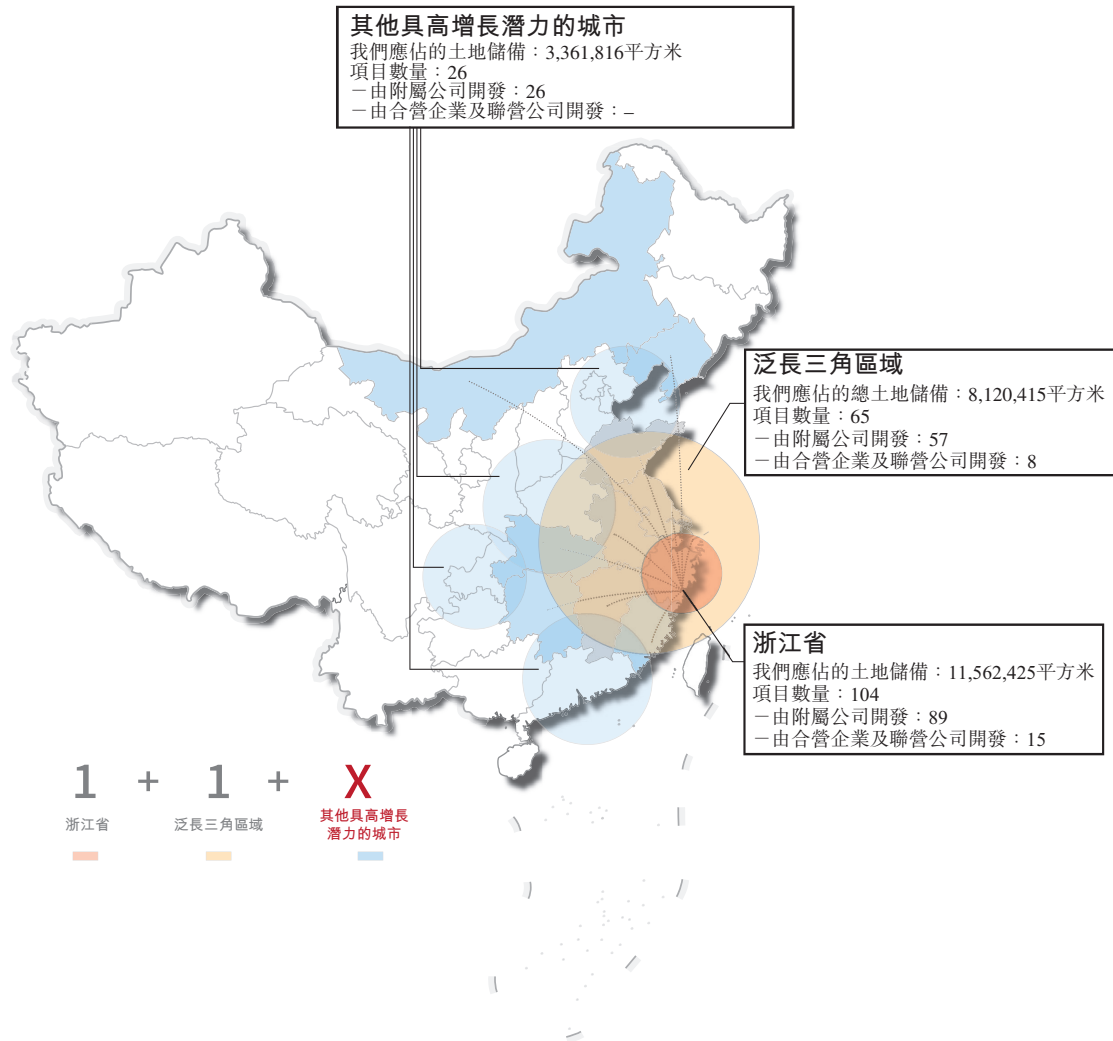 其他具高增長潛力的城市
我們應佔的土地儲備：3,361,816平方米
項目數量：26
－由附屬公司開發：26
－由合營企業及聯營公司開發：–
泛長三角區域
我們應佔的總土地儲備：8,120,415平方米
項目數量：65
－由附屬公司開發：57
－由合營企業及聯營公司開發：8
浙江省
我們應佔的土地儲備：11,562,425平方米
項目數量：104
－由附屬公司開發：89
－由合營企業及聯營公司開發：15
1 + 1 + X
浙江省
泛長三角區域
其他具高增長
潛力的城市